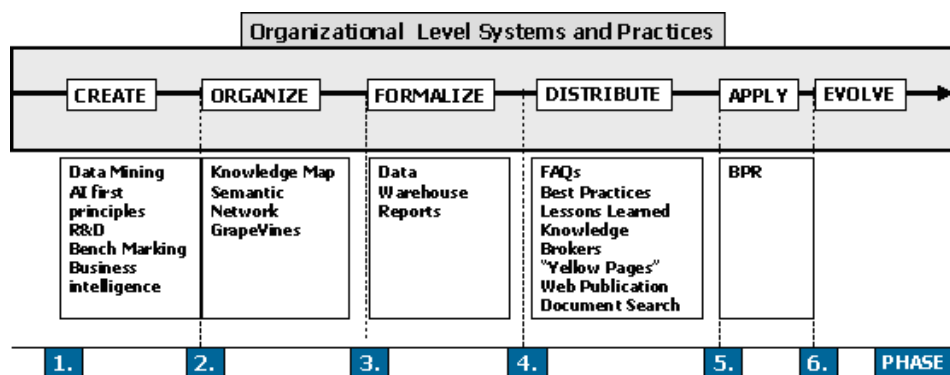 Organizational Level Systems and Practices
CREATE
ORGANIZE
FORMALIZE
DISTRIBUTE
APPLY
EVOLVE
Data Mining
AI first
principles
R&D
Bench Marking
Business
intelligence
Knowledge Map
Semantic
Network
GrapeVines
Data
Warehouse
Reports
FAQs
Best Practices
Lessons Learned
Knowledge
Brokers
"Yellow Pages"
Web Publication
Document Search
BPR
1.
2.
3.
4.
5.
6.
PHASE